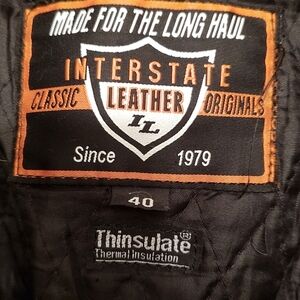 MADE FOR THE LONG HAUL
INTERSTATE
CLASSIC LEATHER ORIGINALS
IL
Since 1979
40
Thinsulate®
Thermal Insulation